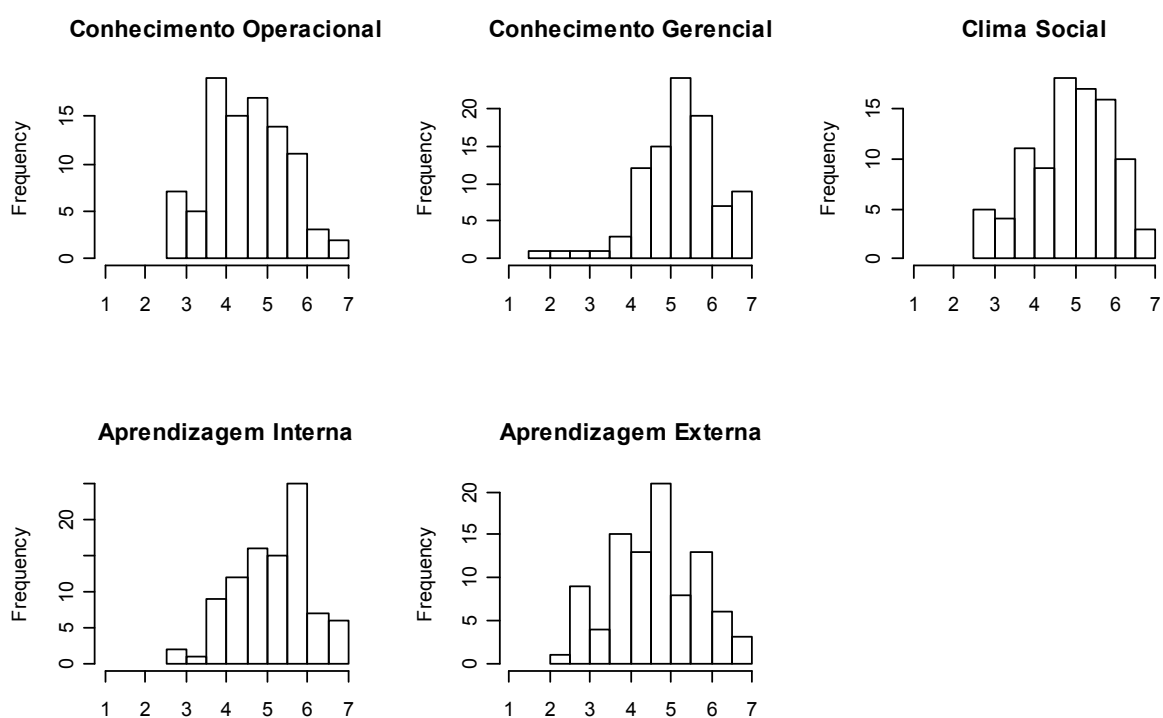 Conhecimento Operacional
Frequency
0 5 10 15
1 2 3 4 5 6 7
Conhecimento Gerencial
Frequency
0 5 10 15 20
1 2 3 4 5 6 7
Clima Social
Frequency
0 5 10 15
1 2 3 4 5 6 7
Aprendizagem Interna
Frequency
0 5 10 20
1 2 3 4 5 6 7
Aprendizagem Externa
Frequency
0 5 10 15 20
1 2 3 4 5 6 7